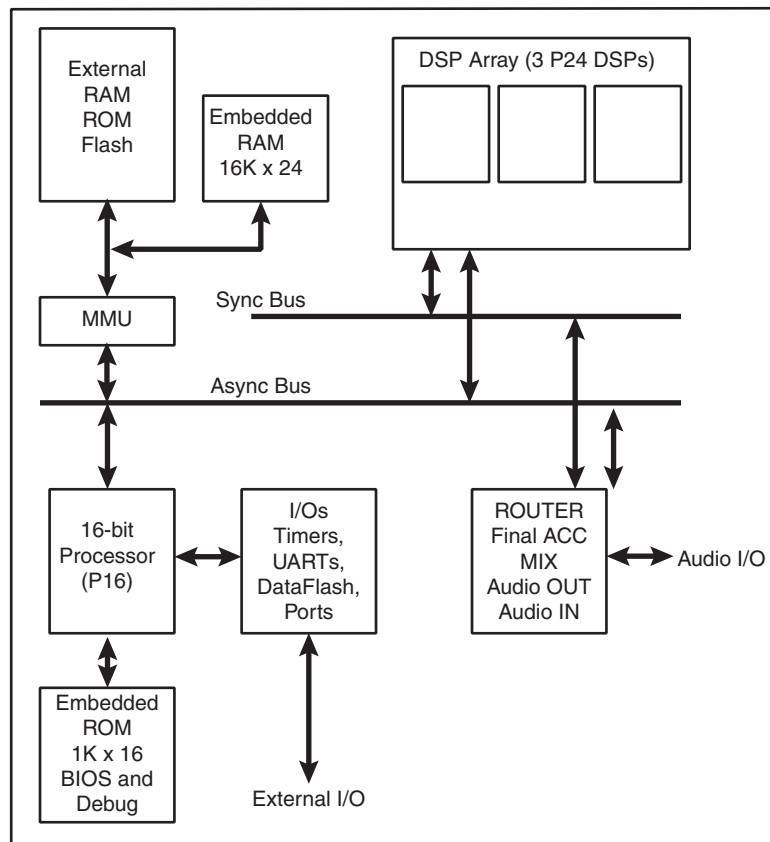 External
RAM
ROM
Flash
Embedded
RAM
16K x 24
DSP Array (3 P24 DSPs)
MMU
Sync Bus
Async Bus
16-bit
Processor
(P16)
I/Os
Timers,
UARTs,
DataFlash,
Ports
ROUTER
Final ACC
MIX
Audio OUT
Audio IN
Audio I/O
Embedded
ROM
1K x 16
BIOS and
Debug
External I/O